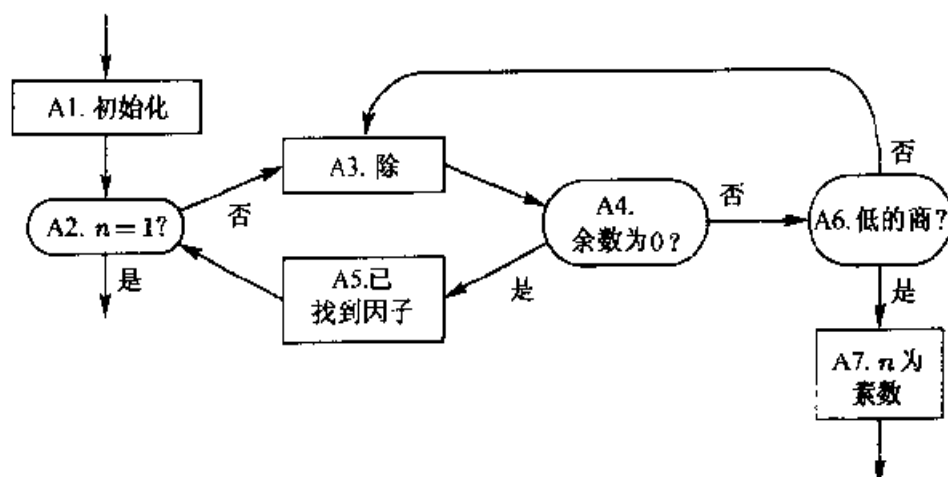 A1. 初始化
否
A3. 除
A4.
余数为0?
否
A6. 低的商?
A2. n=1?
否
是
A5.已
找到因子
是
是
A7. n为
素数